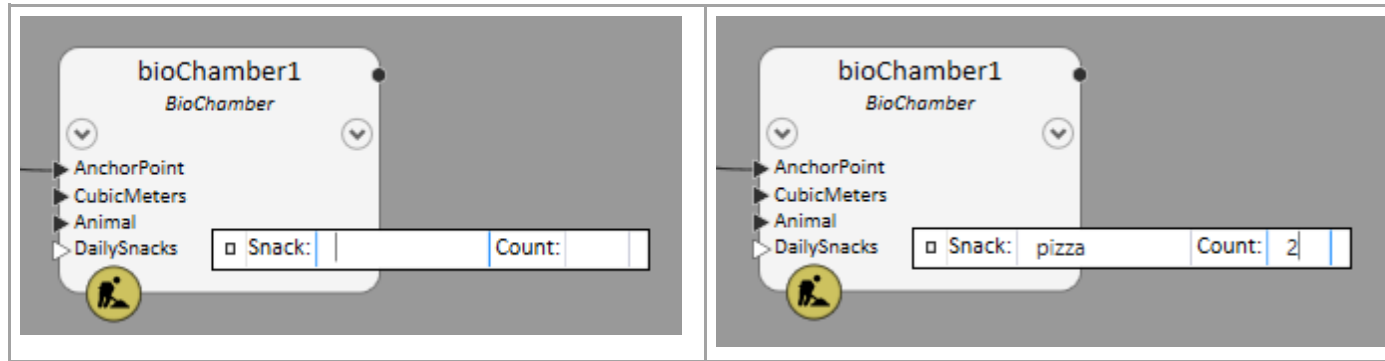 bioChamber1
BioChamber
AnchorPoint
CubicMeters
Animal
DailySnacks Snack: Count:
bioChamber1
BioChamber
AnchorPoint
CubicMeters
Animal
DailySnacks Snack: pizza Count: 2